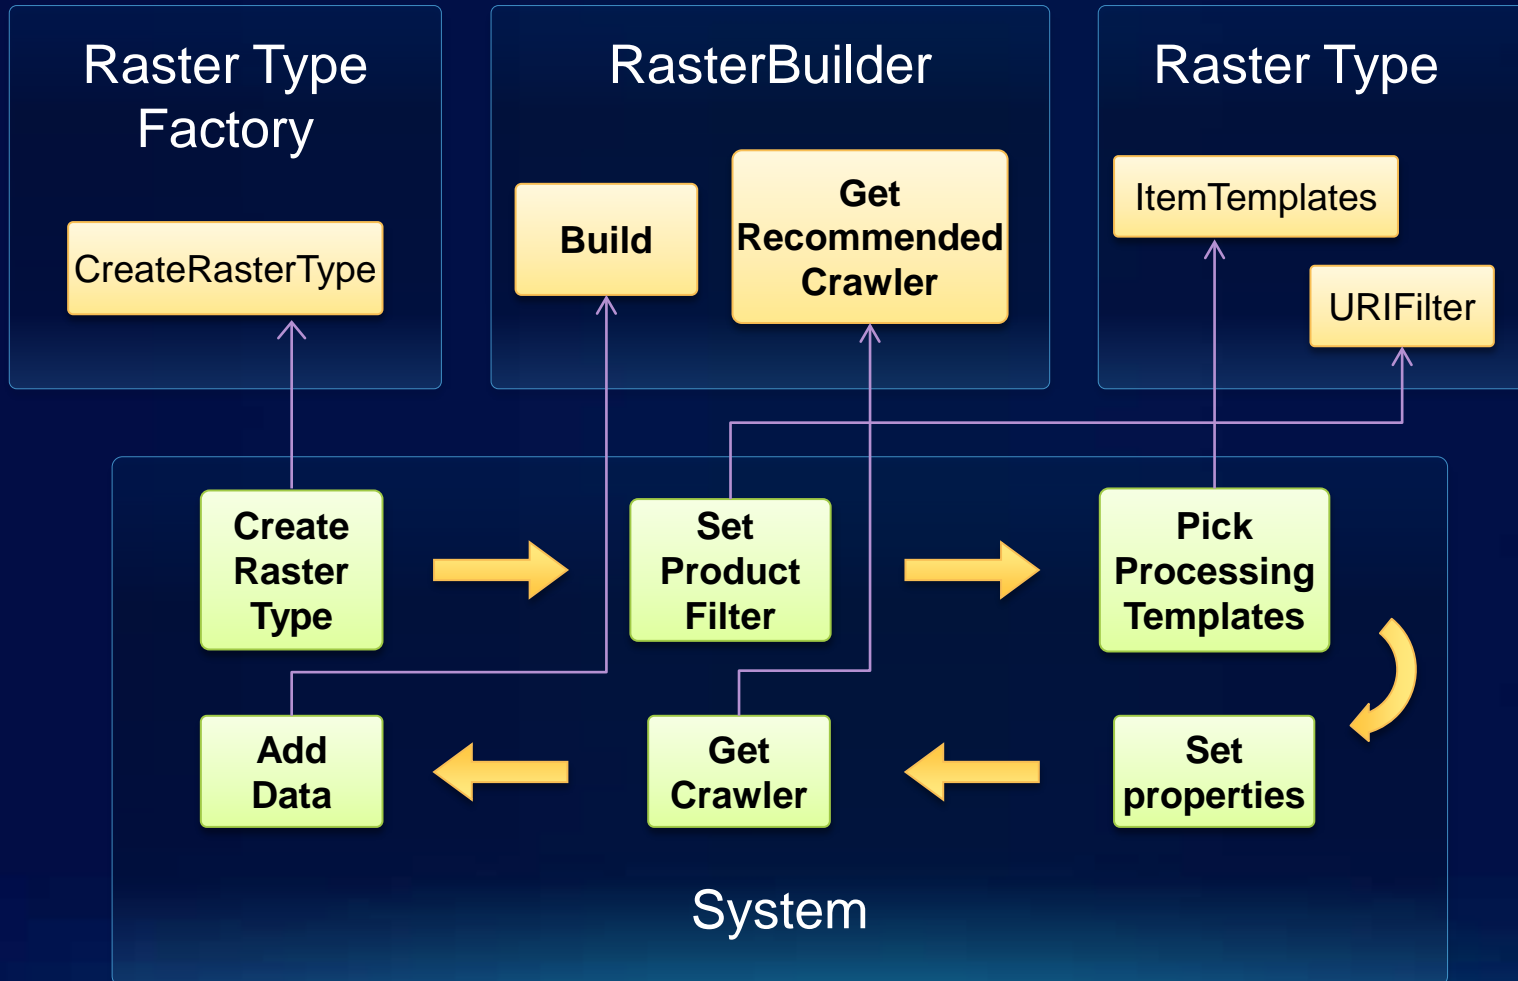 Raster Type
Factory
CreateRasterType
RasterBuilder
Build
Get
Recommended
Crawler
Raster Type
ItemTemplates
URIFilter
Create
Raster
Type
Set
Product
Filter
Pick
Processing
Templates
Add
Data
Get
Crawler
Set
properties
System